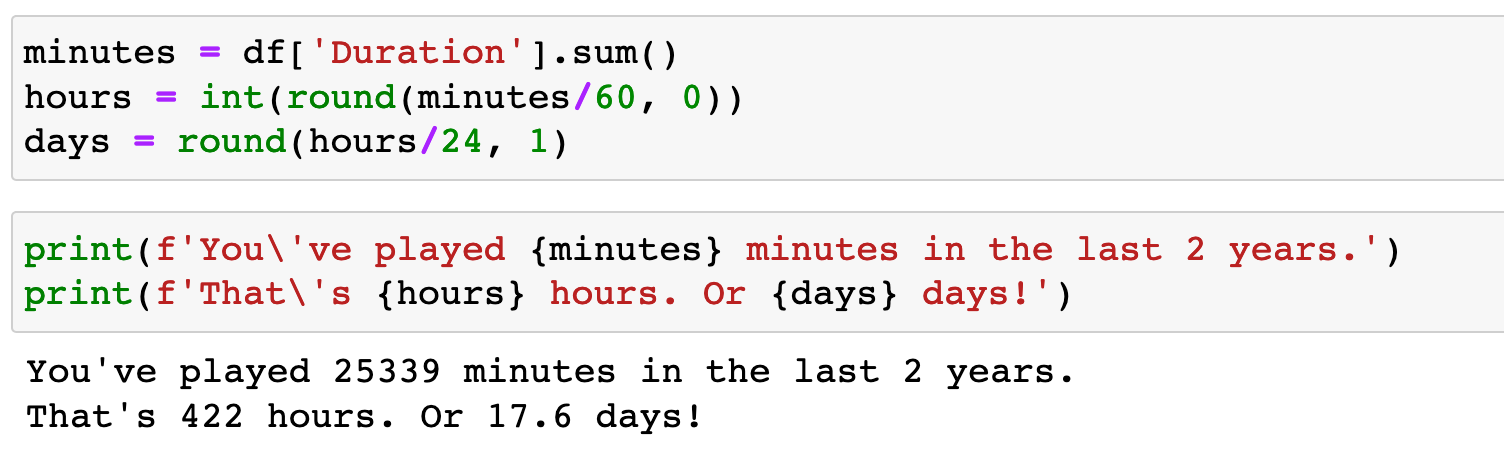 minutes = df['Duration'].sum()
hours = int(round(minutes/60, 0))
days = round(hours/24, 1)
print(f'You\'ve played {minutes} minutes in the last 2 years.')
print(f'That\'s {hours} hours. Or {days} days!')
You've played 25339 minutes in the last 2 years.
That's 422 hours. Or 17.6 days!